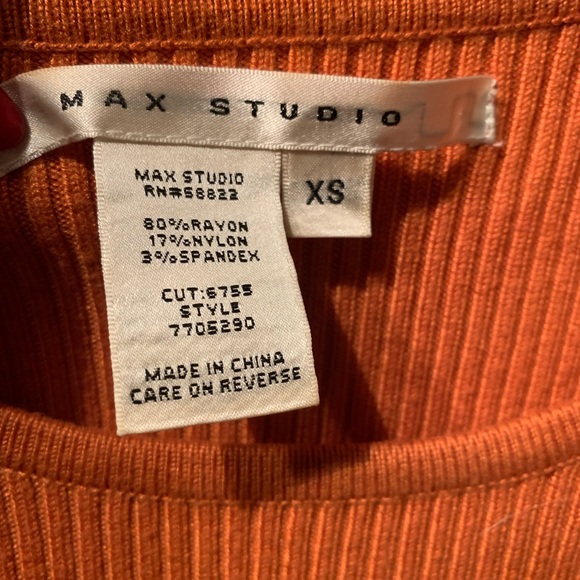 MAX STUDIO
XS
MAX STUDIO
RN#58822
80%RAYON
17%NYLON
3%SPANDEX
CUT:6755
STYLE
7705290
MADE IN CHINA
CARE ON REVERSE